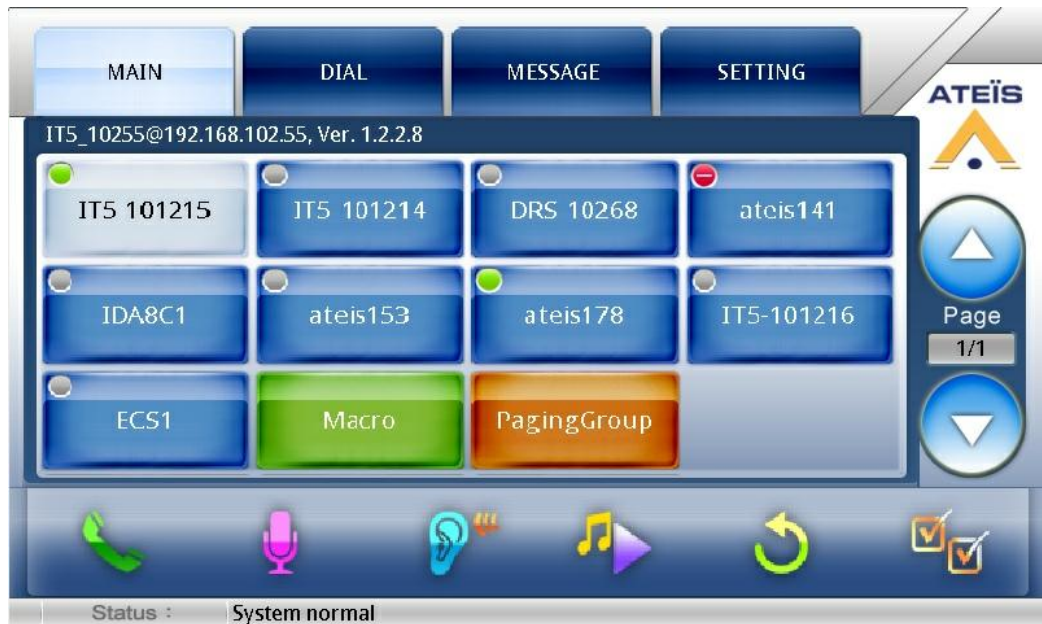 MAIN DIAL MESSAGE SETTING
ATEÏS
IT5_10255@192.168.102.55, Ver. 1.2.2.8
IT5 101215 IT5 101214 DRS 10268 ateis141
IDA8C1 ateis153 ateis178 IT5-101216
Page
1/1
ECS1 Macro PagingGroup
Status : System normal